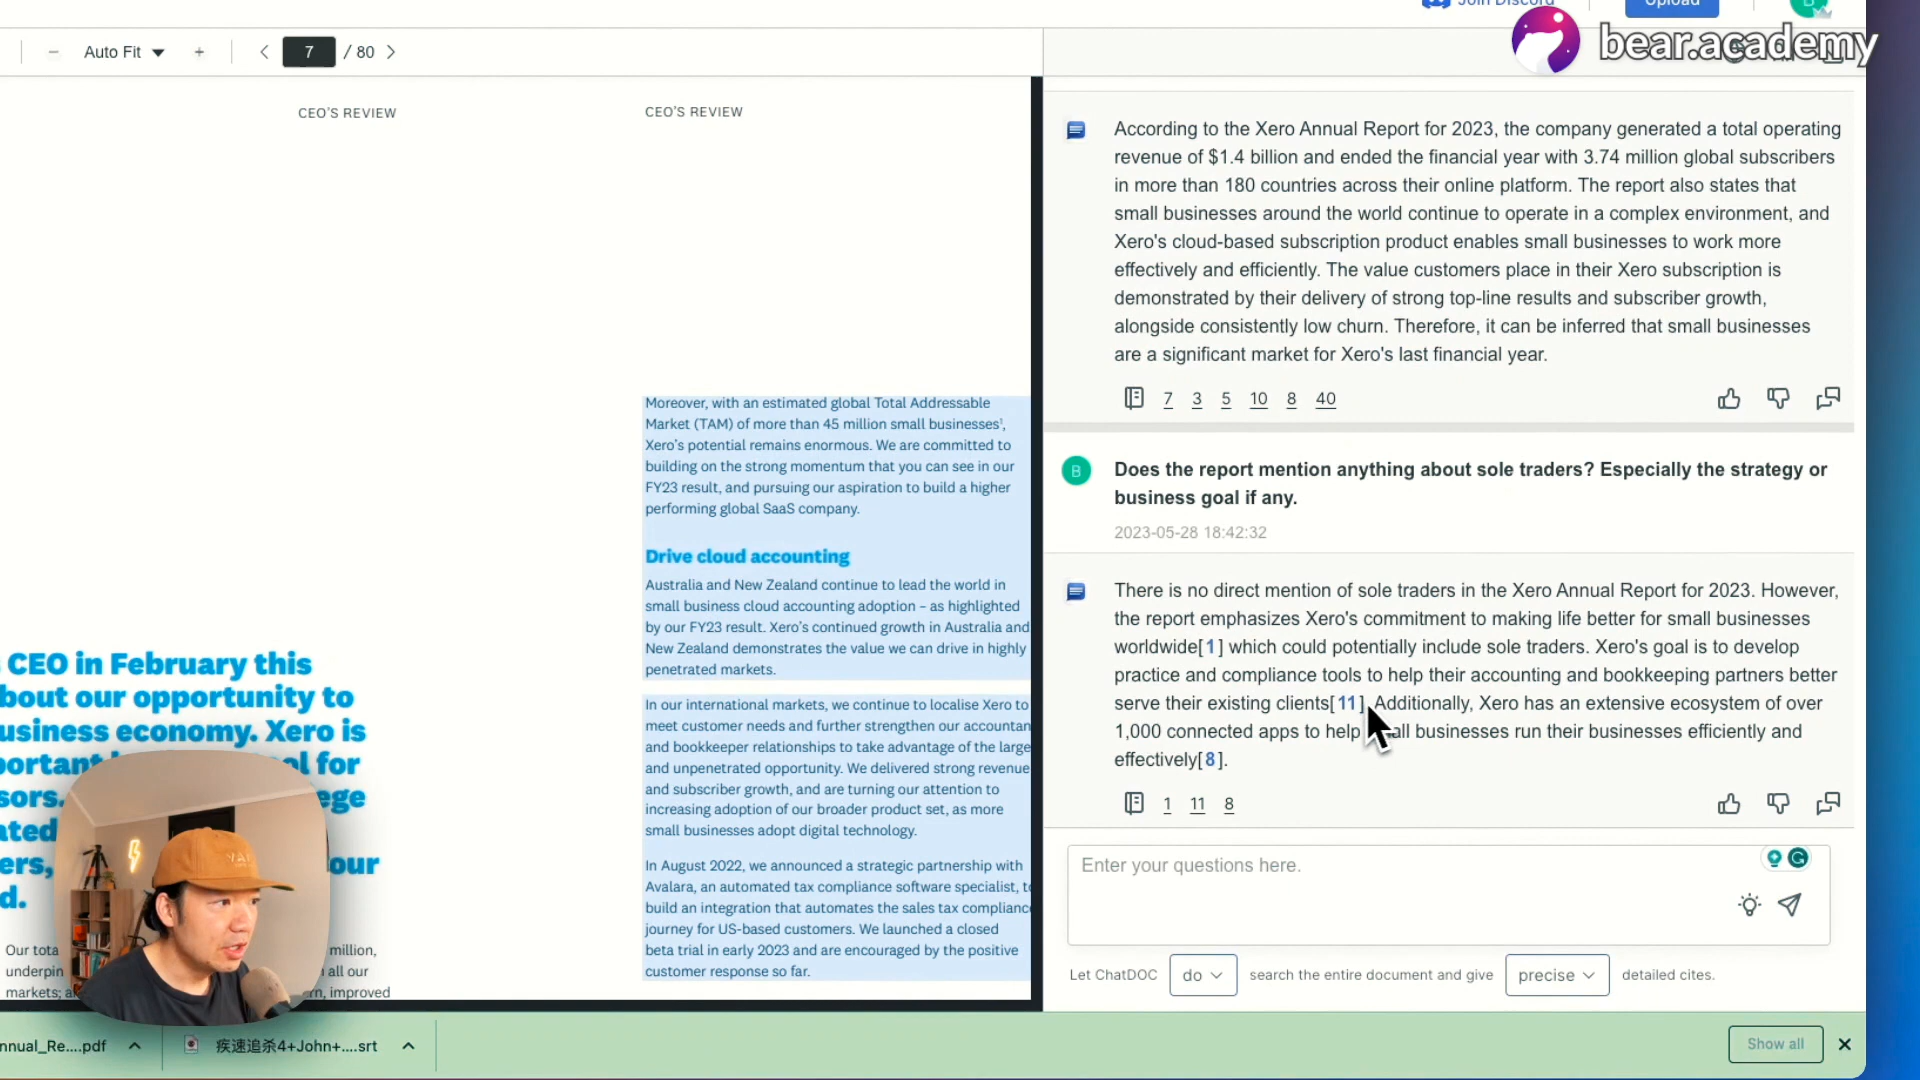 Join Discord
Upload
bear.academy
Auto Fit
7 / 80
CEO'S REVIEW
CEO'S REVIEW
CEO in February this
bout our opportunity to
usiness economy. Xero is
for
ege
our
d.
Our tota
million,
underpin
all our
markets; a
improved
Moreover, with an estimated global Total Addressable
Market (TAM) of more than 45 million small businesses¹,
Xero's potential remains enormous. We are committed to
building on the strong momentum that you can see in our
FY23 result, and pursuing our aspiration to build a higher
performing global SaaS company.
Drive cloud accounting
Australia and New Zealand continue to lead the world in
small business cloud accounting adoption – as highlighted
by our FY23 result. Xero's continued growth in Australia and
New Zealand demonstrates the value we can drive in highly
penetrated markets.
In our international markets, we continue to localise Xero to
meet customer needs and further strengthen our accountan
and bookkeeper relationships to take advantage of the large
and unpenetrated opportunity. We delivered strong revenue
and subscriber growth, and are turning our attention to
increasing adoption of our broader product set, as more
small businesses adopt digital technology.
In August 2022, we announced a strategic partnership with
Avalara, an automated tax compliance software specialist, to
build an integration that automates the sales tax compliance
journey for US-based customers. We launched a closed
beta trial in early 2023 and are encouraged by the positive
customer response so far.
According to the Xero Annual Report for 2023, the company generated a total operating
revenue of $1.4 billion and ended the financial year with 3.74 million global subscribers
in more than 180 countries across their online platform. The report also states that
small businesses around the world continue to operate in a complex environment, and
Xero's cloud-based subscription product enables small businesses to work more
effectively and efficiently. The value customers place in their Xero subscription is
demonstrated by their delivery of strong top-line results and subscriber growth,
alongside consistently low churn. Therefore, it can be inferred that small businesses
are a significant market for Xero's last financial year.
7 3 5 10 8 40
B
Does the report mention anything about sole traders? Especially the strategy or
business goal if any.
2023-05-28 18:42:32
There is no direct mention of sole traders in the Xero Annual Report for 2023. However,
the report emphasizes Xero's commitment to making life better for small businesses
worldwide[1] which could potentially include sole traders. Xero's goal is to develop
practice and compliance tools to help their accounting and bookkeeping partners better
serve their existing clients[11]. Additionally, Xero has an extensive ecosystem of over
1,000 connected apps to help all businesses run their businesses efficiently and
effectively[8].
1 11 8
Enter your questions here.
Let ChatDOC do search the entire document and give precise detailed cites.
nnual_Re....pdf
疾速追杀4+John+....srt
Show all